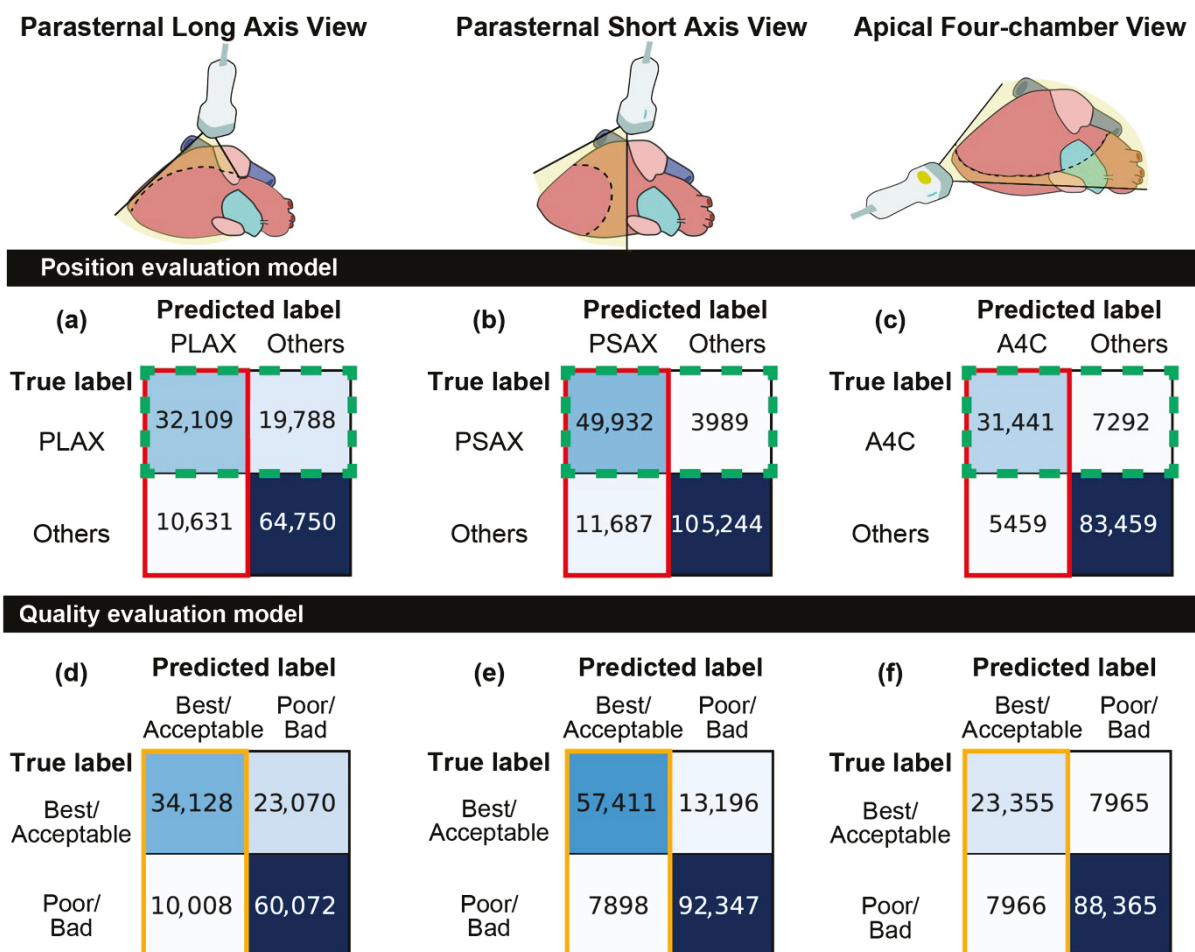 Parasternal Long Axis View Parasternal Short Axis View Apical Four-chamber View
Position evaluation model
(a) Predicted label
PLAX Others
True label
PLAX 32,109 19,788
Others 10,631 64,750
(b) Predicted label
PSAX Others
True label
PSAX 49,932 3989
Others 11,687 105,244
(c) Predicted label
A4C Others
True label
A4C 31,441 7292
Others 5459 83,459
Quality evaluation model
(d) Predicted label
Best/ Poor/
Acceptable Bad
True label
Best/
Acceptable 34,128 23,070
Poor/
Bad 10,008 60,072
(e) Predicted label
Best/ Poor/
Acceptable Bad
True label
Best/
Acceptable 57,411 13,196
Poor/
Bad 7898 92,347
(f) Predicted label
Best/ Poor/
Acceptable Bad
True label
Best/
Acceptable 23,355 7965
Poor/
Bad 7966 88,365